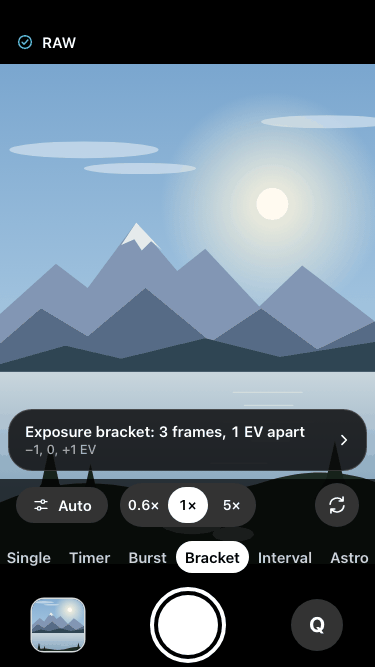 RAW
Exposure bracket: 3 frames, 1 EV apart
−1, 0, +1 EV
Auto 0.6× 1× 5×
Single Timer Burst Bracket Interval Astro
Q